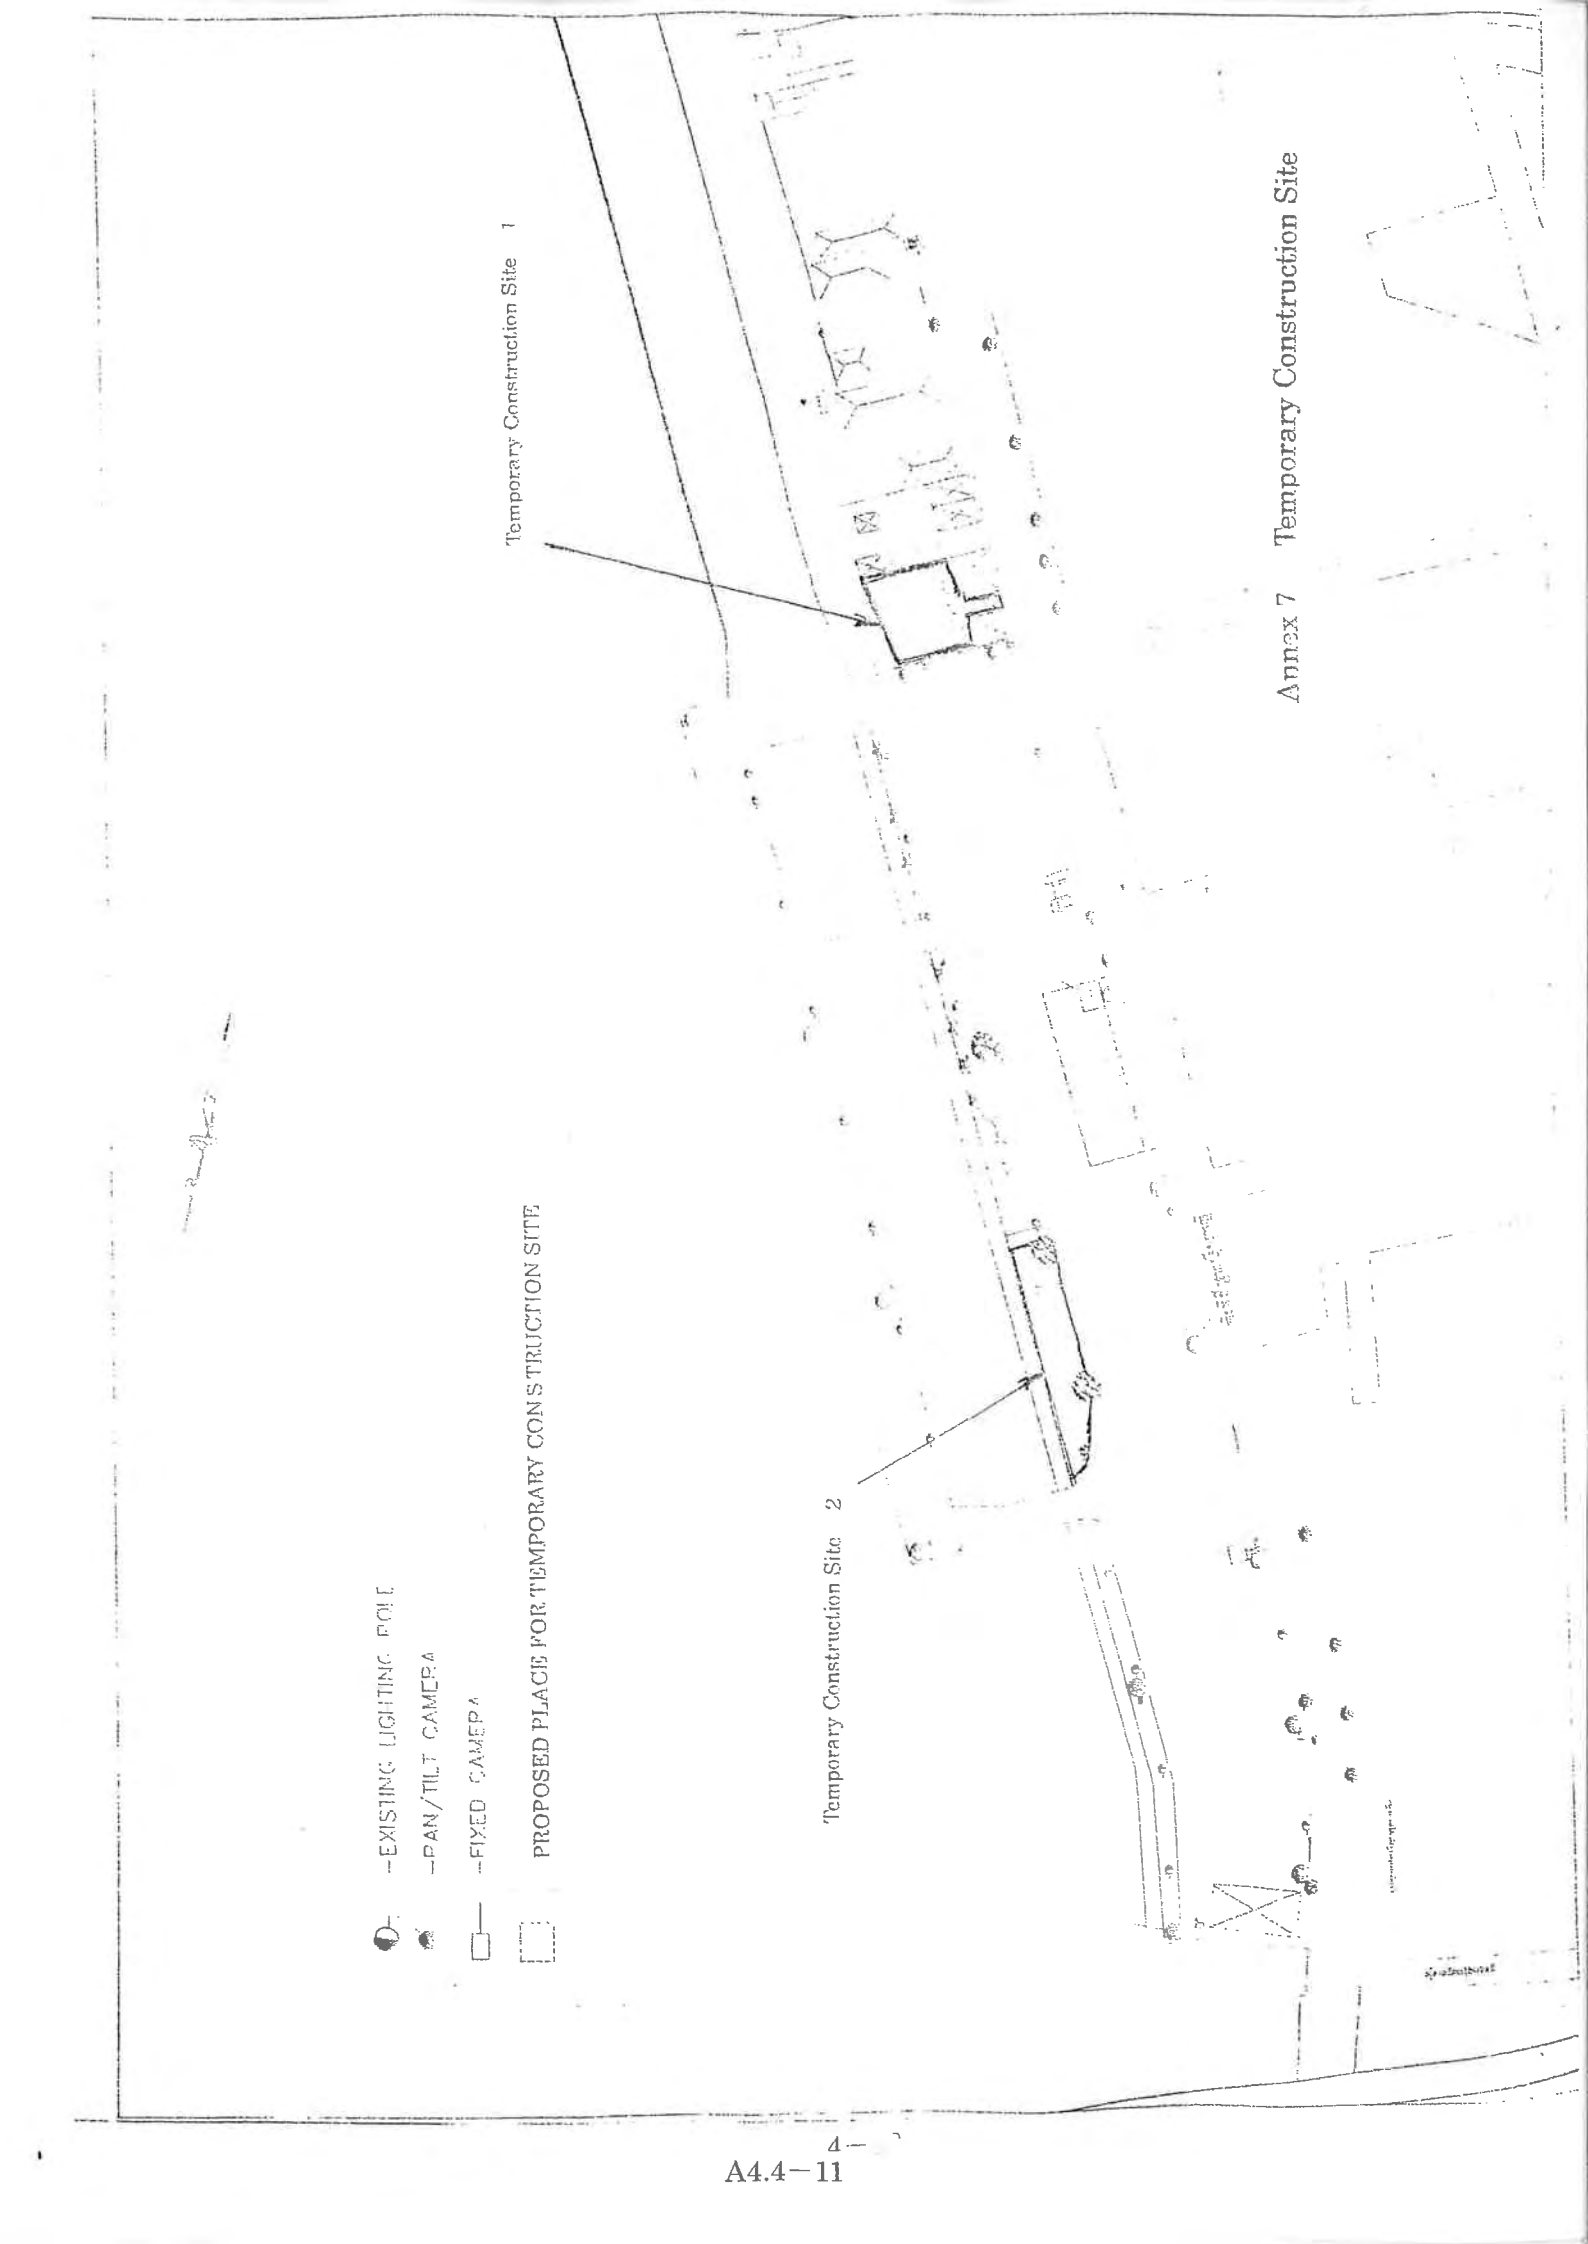 Temporary Construction Site 1
-EXISTING LIGHTING POLE
-PAN/TILT CAMERA
-FIXED CAMERA
PROPOSED PLACE FOR TEMPORARY CONSTRUCTION SITE
Temporary Construction Site 2
Annex 7 Temporary Construction Site
4-
A4.4-11